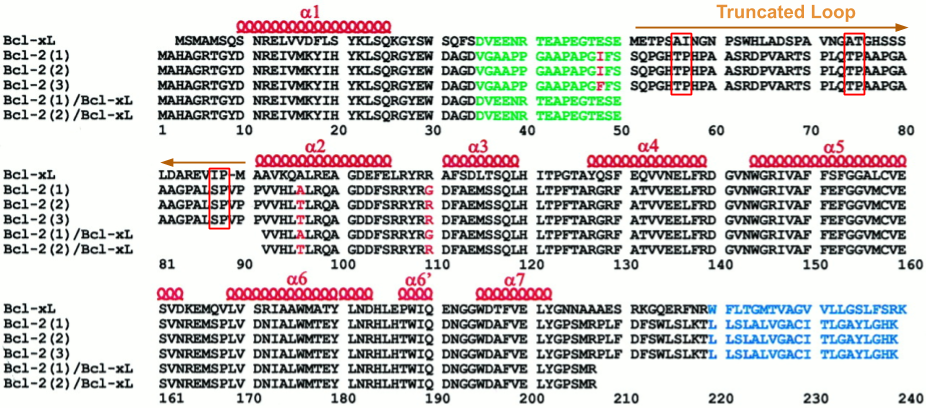 α1 Truncated Loop
Bcl-xL MSMAMSQS NRELVVDFLS YKLSQKGYSW SQFSDVEENR TEAPEGTESE METPSAINGN PSWHLADSPA VNGATGHSSS
Bcl-2(1) MAHAGRTGYD NREIVMKYIH YKLSQRGYEW DAGDVGAAPP GAAPAPGIFS SQPGHTPHPA ASRDPVARTS PLQTPAAPGA
Bcl-2(2) MAHAGRTGYD NREIVMKYIH YKLSQRGYEW DAGDVGAAPP GAAPAPGIFS SQPGHTPHPA ASRDPVARTS PLQTPAAPGA
Bcl-2(3) MAHAGRTGYD NREIVMKYIH YKLSQRGYEW DAGDVGAAPP GAAPAPGFFS SQPGHTPHPA ASRDPVARTS PLQTPAAPGA
Bcl-2(1)/Bcl-xL MAHAGRTGYD NREIVMKYIH YKLSQRGYEW DAGDDVEENR TEAPEGTESE
Bcl-2(2)/Bcl-xL MAHAGRTGYD NREIVMKYIH YKLSQRGYEW DAGDDVEENR TEAPEGTESE
1 10 20 30 40 50 60 70 80
α2 α3 α4 α5
Bcl-xL LDAREVIP-M AAVKQALREA GDEFELRYRR AFSDLTSQLH ITPGTAYQSF EQVVNELFRD GVNWGRIVAF FSFGGALCVE
Bcl-2(1) AAGPALSPV PVVHLALRQA GDDFSRRYRG DFAEMSSQLH LTPFTARGRF ATVVEELFRD GVNWGRIVAF FEFGGVMCVE
Bcl-2(2) AAGPALSPV PVVHLTLRQA GDDFSRRYRR DFAEMSSQLH LTPFTARGRF ATVVEELFRD GVNWGRIVAF FEFGGVMCVE
Bcl-2(3) AAGPALSPV PVVHLTLRQA GDDFSRRYRR DFAEMSSQLH LTPFTARGRF ATVVEELFRD GVNWGRIVAF FEFGGVMCVE
Bcl-2(1)/Bcl-xL VVHLALRQA GDDFSRRYRG DFAEMSSQLH LTPFTARGRF ATVVEELFRD GVNWGRIVAF FEFGGVMCVE
Bcl-2(2)/Bcl-xL VVHLTLRQA GDDFSRRYRR DFAEMSSQLH LTPFTARGRF ATVVEELFRD GVNWGRIVAF FEFGGVMCVE
81 90 100 110 120 130 140 150 160
α6 α6’ α7
Bcl-xL SVDKEMQVLV SRIAAWMATY LNDHLEPWIQ ENGGWDTFVE LYGNNAAAES RKGQERFNRW FLTGMTVAGV VLLGSLFSRK
Bcl-2(1) SVNREMSPLV DNIALWMTEY LNRHLHTWIQ DNGGWDAFVE LYGPSMRPLF DFSWLSLKTL LSLALVGACI TLGAYLGHK
Bcl-2(2) SVNREMSPLV DNIALWMTEY LNRHLHTWIQ DNGGWDAFVE LYGPSMRPLF DFSWLSLKTL LSLALVGACI TLGAYLGHK
Bcl-2(3) SVNREMSPLV DNIALWMTEY LNRHLHTWIQ DNGGWDAFVE LYGPSMRPLF DFSWLSLKTL LSLALVGACI TLGAYLGHK
Bcl-2(1)/Bcl-xL SVNREMSPLV DNIALWMTEY LNRHLHTWIQ DNGGWDAFVE LYGPSMR
Bcl-2(2)/Bcl-xL SVNREMSPLV DNIALWMTEY LNRHLHTWIQ DNGGWDAFVE LYGPSMR
161 170 180 190 200 210 220 230 240